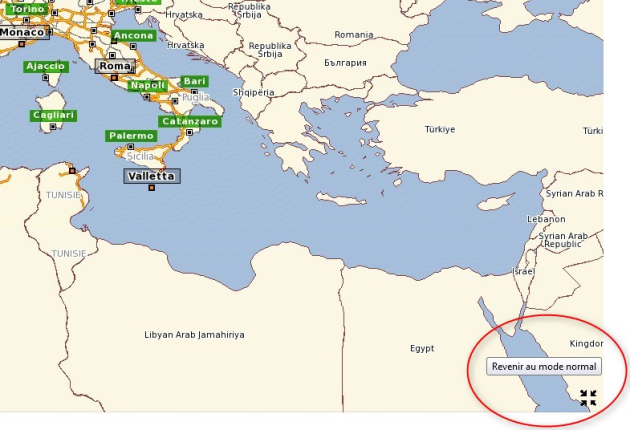 Republika
Srbija
Torino
Trieste
Hrvatska
Monaco
Ancona
Hrvatska
Republika
Srbija
Romania
Ajaccio
Roma
България
Napoli
Bari
Puglia
Shqipëria
Cagliari
Catanzaro
Palermo
Türkiye
Türki
Sicilia
Valletta
TUNISIE
Syrian Arab R
Lebanon
Syrian Arab
Republic
TUNISIE
Israel
Libyan Arab Jamahiriya
Egypt
Kingdor
Revenir au mode normal